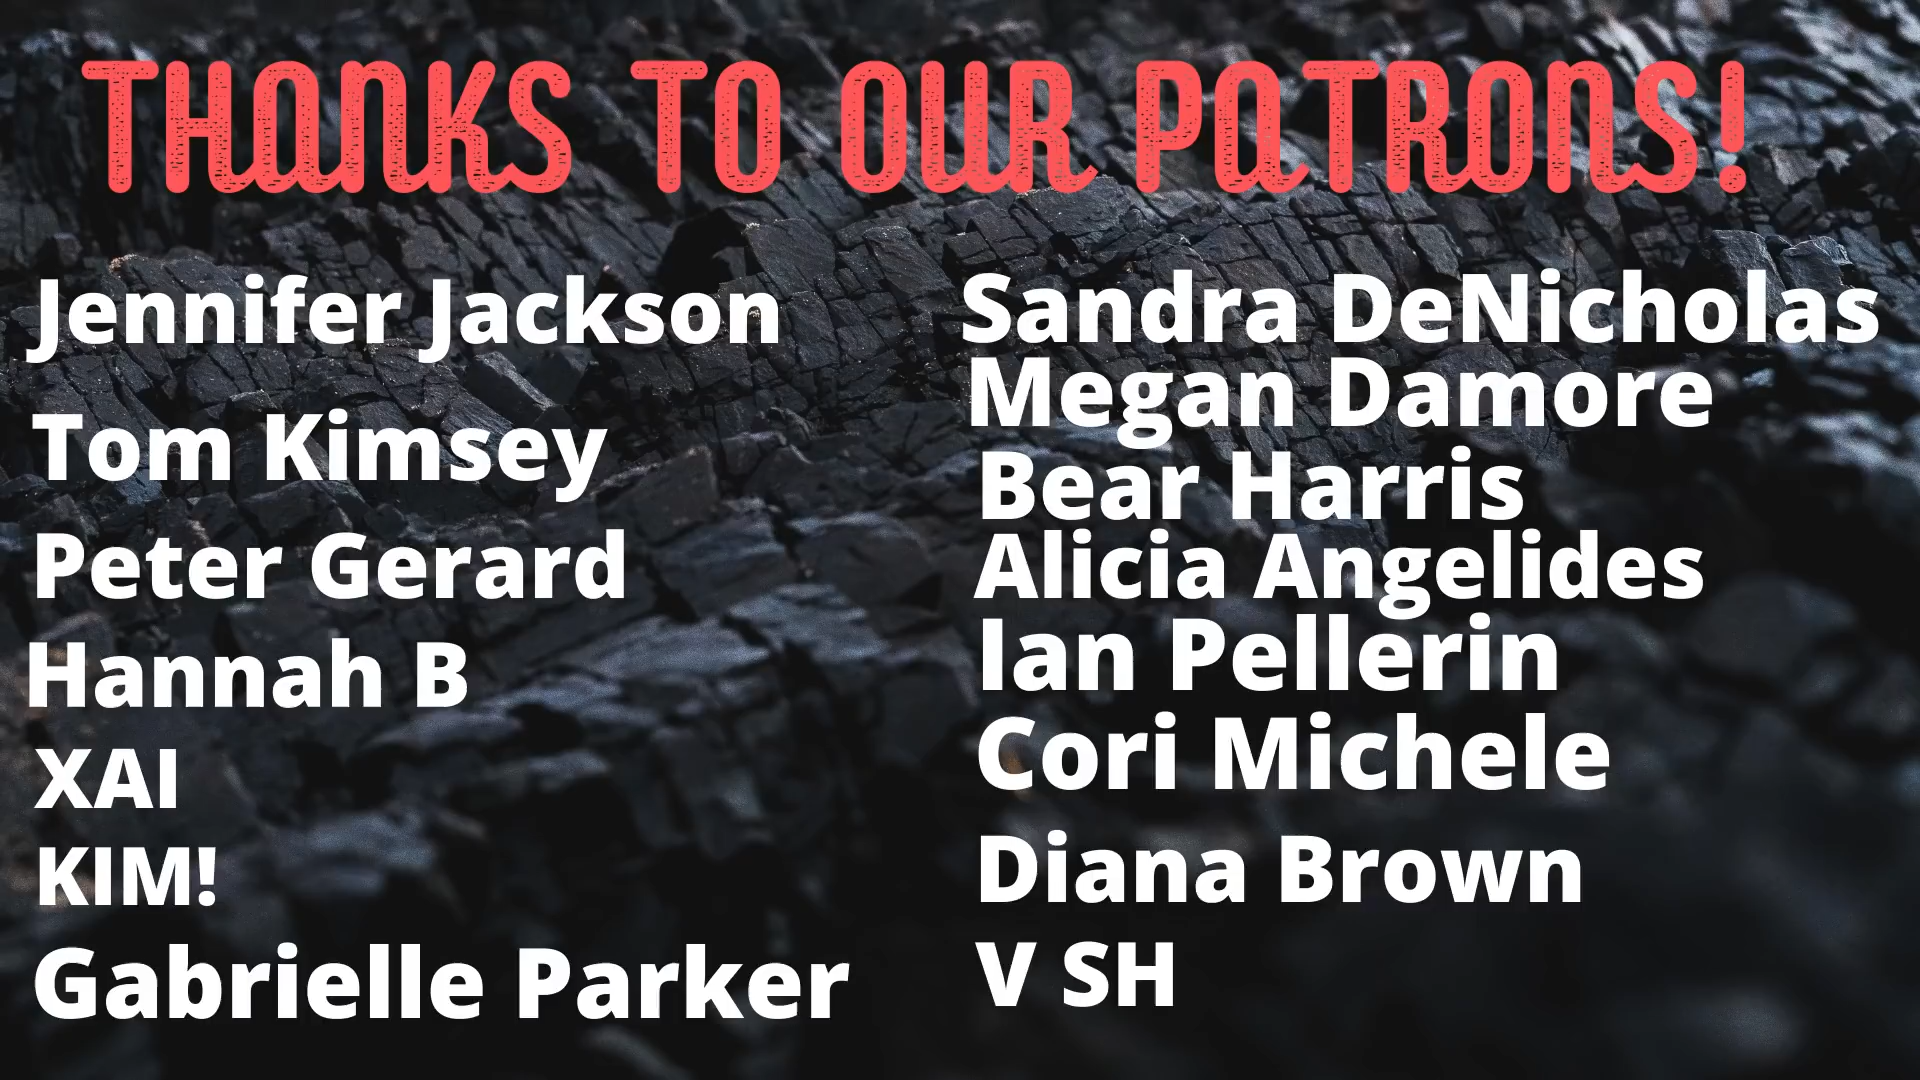 THANKS TO OUR PATRONS!
Jennifer Jackson
Tom Kimsey
Peter Gerard
Hannah B
XAI
KIM!
Gabrielle Parker
Sandra DeNicholas
Megan Damore
Bear Harris
Alicia Angelides
Ian Pellerin
Cori Michele
Diana Brown
V SH